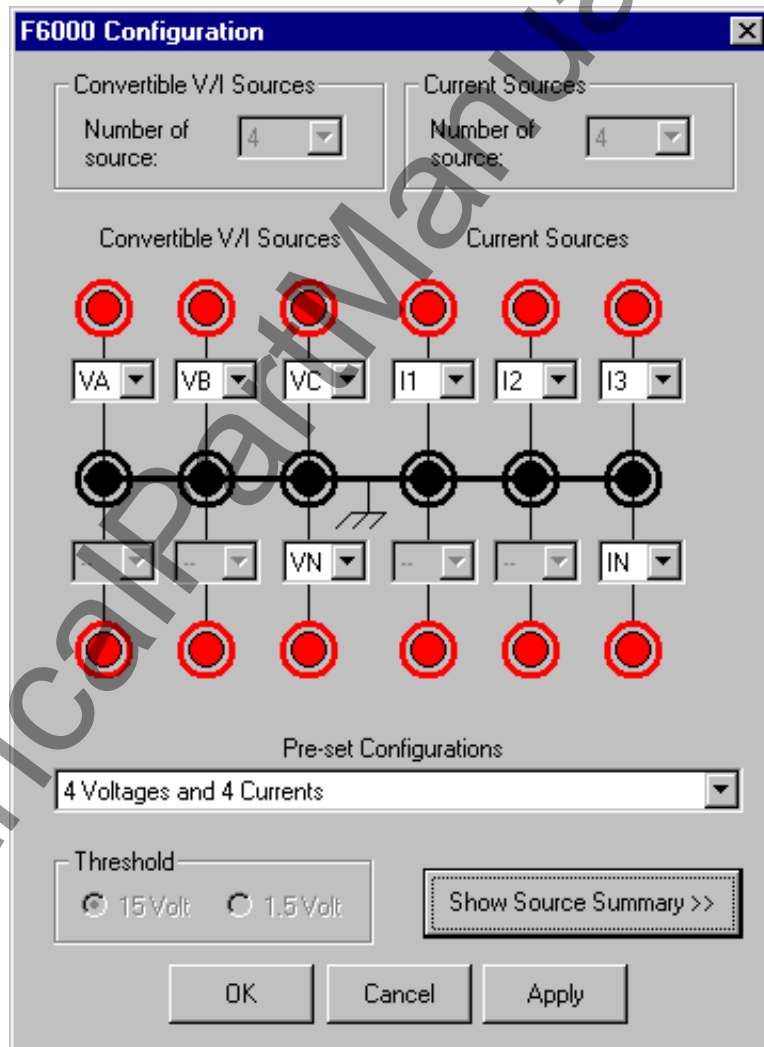 F6000 Configuration
Convertible V/I Sources
Current Sources
Number of
source:
4
Number of
source:
4
Convertible V/I Sources
Current Sources
VA
VB
VC
I1
I2
I3
--
--
VN
--
--
IN
Pre-set Configurations
4 Voltages and 4 Currents
Threshold
15 Volt
1.5 Volt
Show Source Summary >>
OK
Cancel
Apply